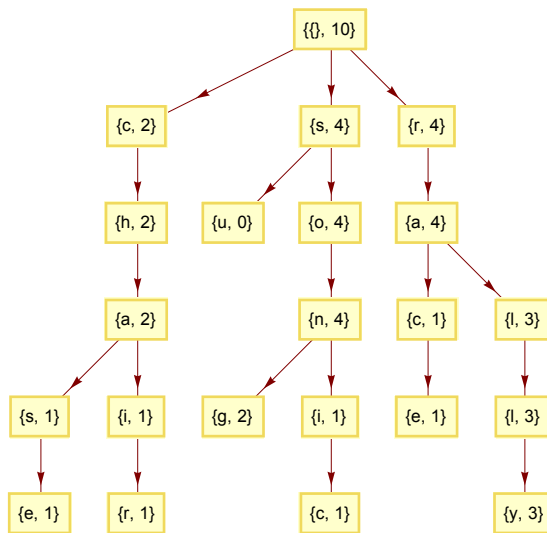 {{}, 10}
{c, 2} {s, 4} {r, 4}
{h, 2} {u, 0} {o, 4} {a, 4}
{a, 2} {n, 4} {c, 1} {l, 3}
{s, 1} {i, 1} {g, 2} {i, 1} {e, 1} {l, 3}
{e, 1} {r, 1} {c, 1} {y, 3}